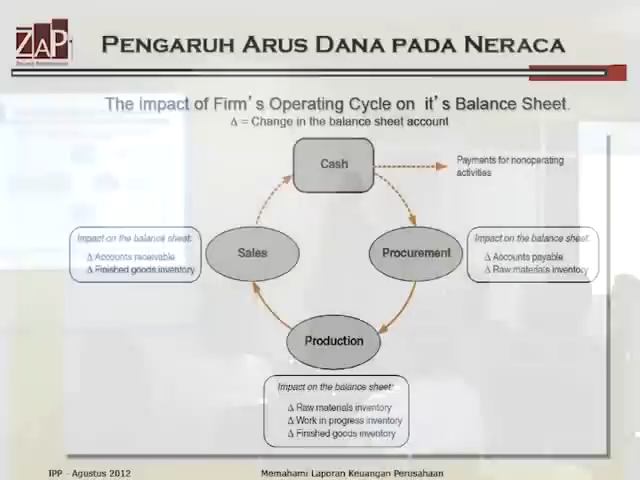 ZAPi
PENGARUH ARUS DANA PADA NERACA
The Impact of Firm's Operating Cycle on it's Balance Sheet.
Δ = Change in the balance sheet account
Cash
Payments for nonoperating
activities
Impact on the balance sheet:
Δ Accounts receivable
Δ Finished goods inventory
Sales
Procurement
Impact on the balance sheet:
Δ Accounts payable
Δ Raw materials inventory
Production
Impact on the balance sheet:
Δ Raw materials inventory
Δ Work in progress inventory
Δ Finished goods inventory
IPP - Agustus 2012
Memahami Laporan Keuangan Perusahaan